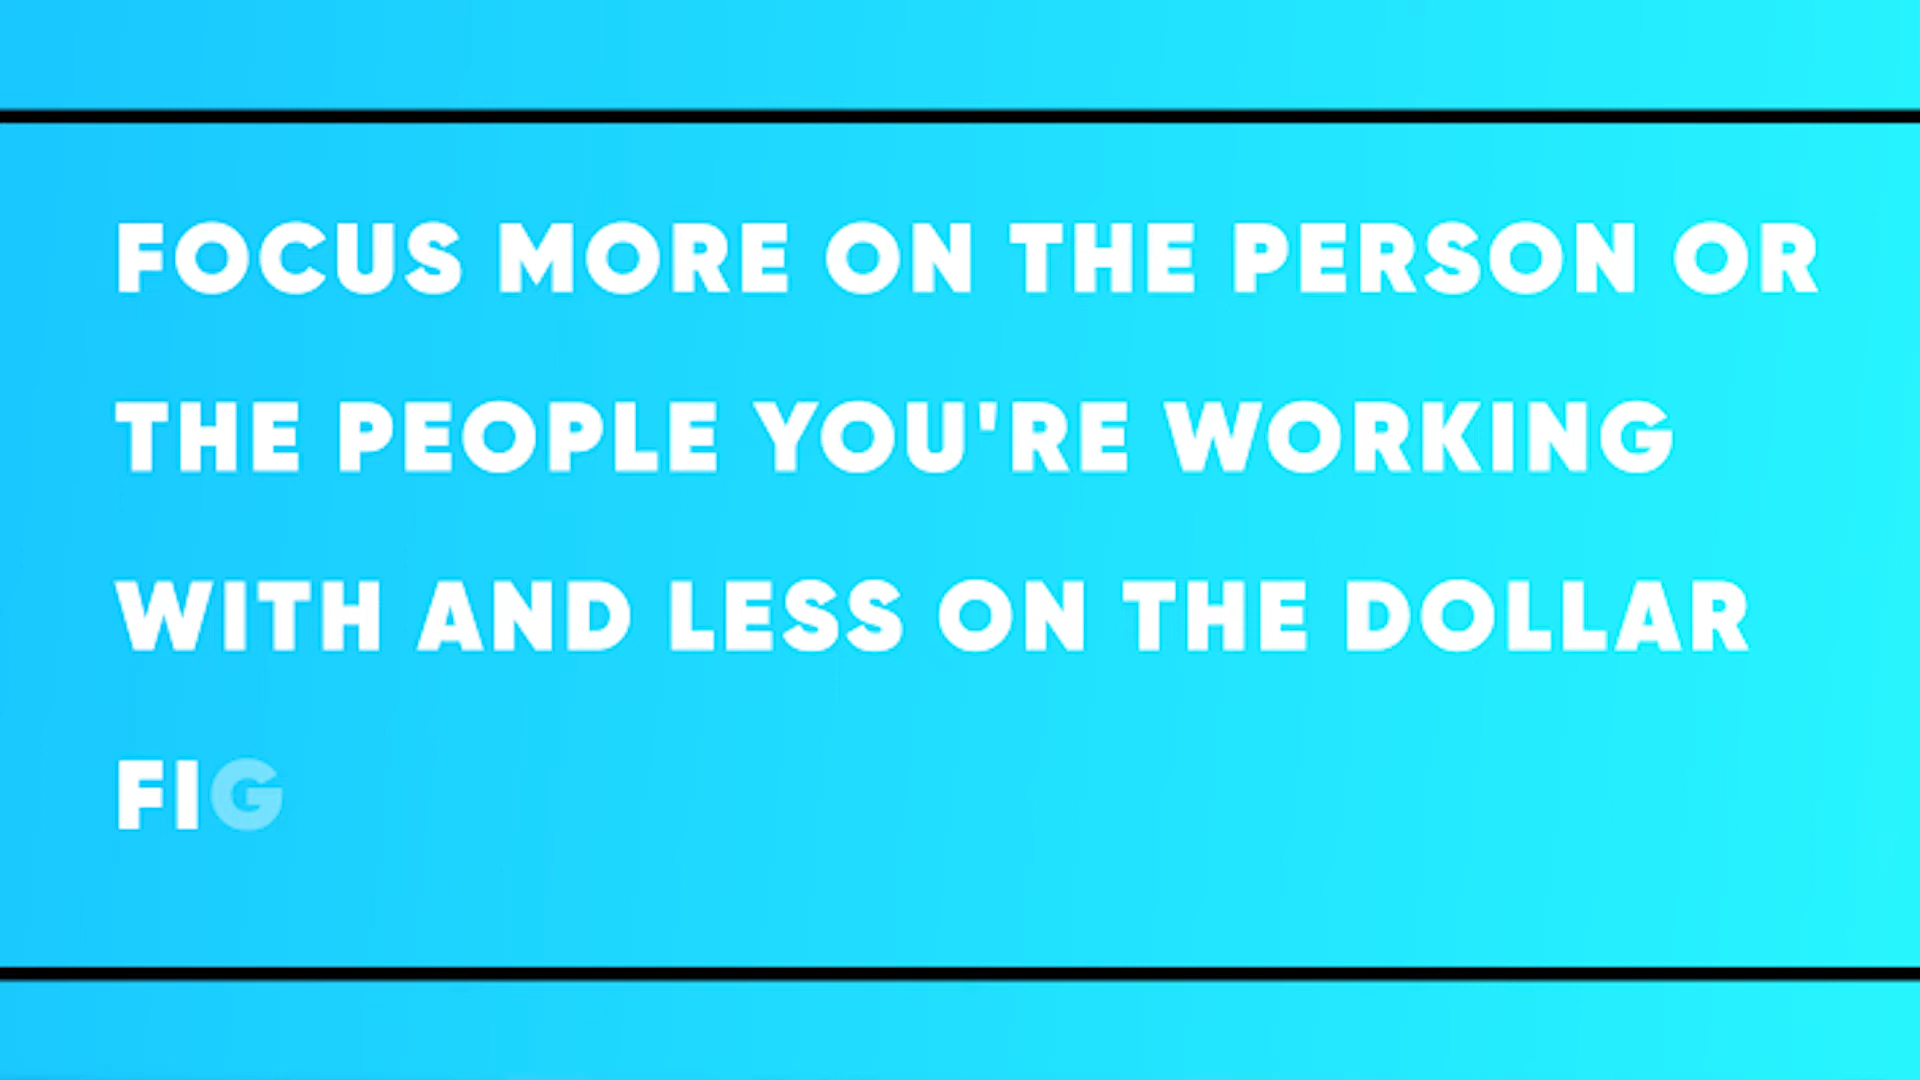 FOCUS MORE ON THE PERSON OR
THE PEOPLE YOU'RE WORKING
WITH AND LESS ON THE DOLLAR
FIG